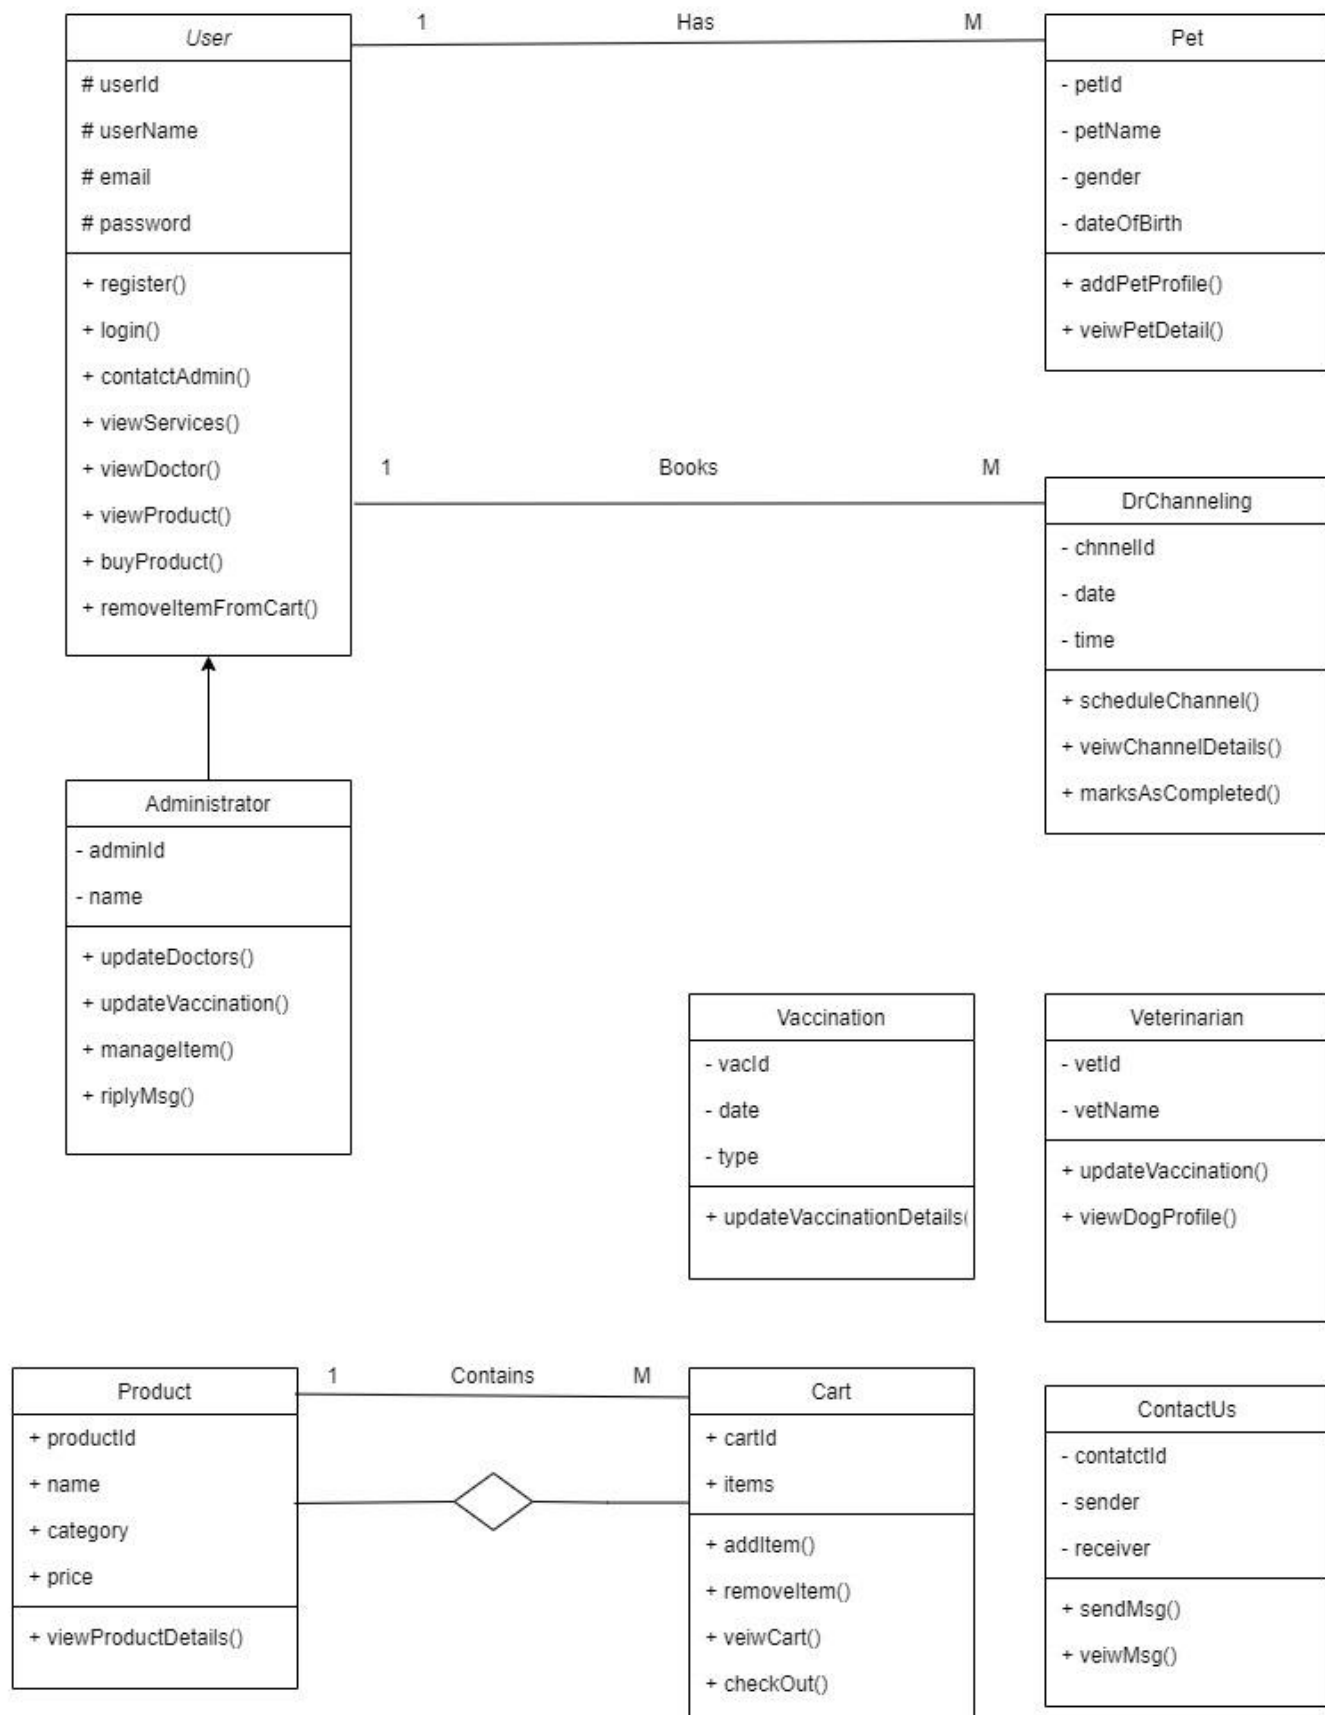 User
# userId
# userName
# email
# password
+ register()
+ login()
+ contatctAdmin()
+ viewServices()
+ viewDoctor()
+ viewProduct()
+ buyProduct()
+ removeItemFromCart()
1 Has M
Pet
- petId
- petName
- gender
- dateOfBirth
+ addPetProfile()
+ veiwPetDetail()
1 Books M
DrChanneling
- chnnelId
- date
- time
+ scheduleChannel()
+ veiwChannelDetails()
+ marksAsCompleted()
Administrator
- adminId
- name
+ updateDoctors()
+ updateVaccination()
+ manageItem()
+ riplyMsg()
Vaccination
- vacId
- date
- type
+ updateVaccinationDetails(
Veterinarian
- vetId
- vetName
+ updateVaccination()
+ viewDogProfile()
Product
+ productId
+ name
+ category
+ price
+ viewProductDetails()
1 Contains M
Cart
+ cartId
+ items
+ addItem()
+ removeItem()
+ veiwCart()
+ checkOut()
ContactUs
- contatctId
- sender
- receiver
+ sendMsg()
+ veiwMsg()